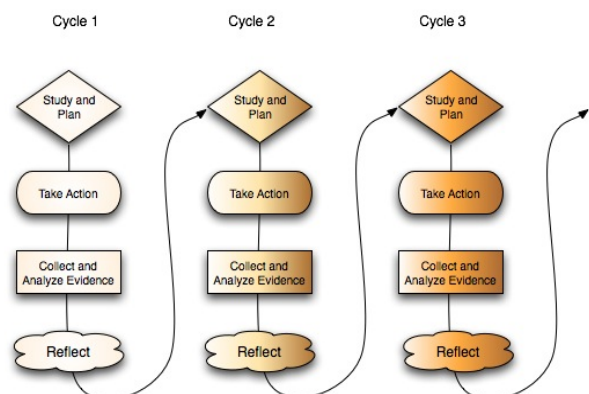 Cycle 1
Cycle 2
Cycle 3
Study and
Plan
Study and
Plan
Study and
Plan
Take Action
Take Action
Take Action
Collect and
Analyze Evidence
Collect and
Analyze Evidence
Collect and
Analyze Evidence
Reflect
Reflect
Reflect